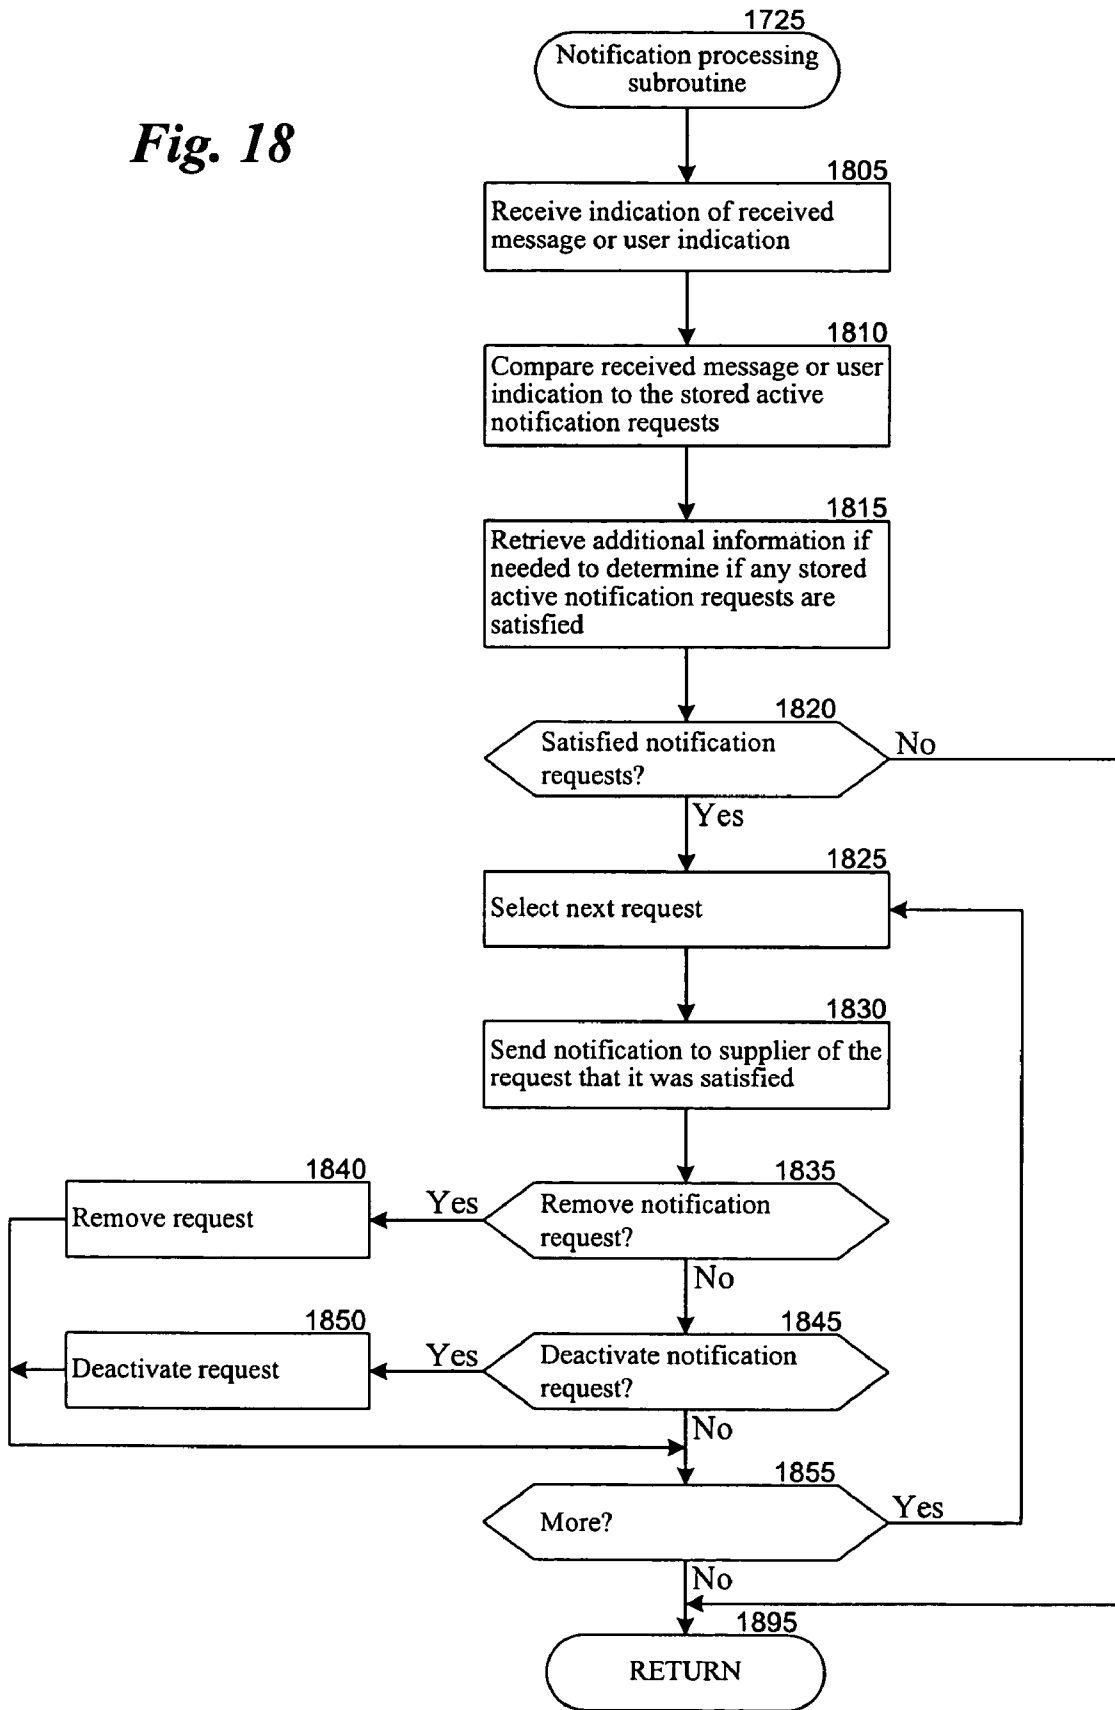 Fig. 18
1725
Notification processing
subroutine
1805
Receive indication of received
message or user indication
1810
Compare received message or user
indication to the stored active
notification requests
1815
Retrieve additional information if
needed to determine if any stored
active notification requests are
satisfied
1820
Satisfied notification
requests?
No
Yes
1825
Select next request
1830
Send notification to supplier of the
request that it was satisfied
1835
Remove notification
request?
Yes
1840
Remove request
No
1845
Deactivate notification
request?
Yes
1850
Deactivate request
No
1855
More?
Yes
No
1895
RETURN